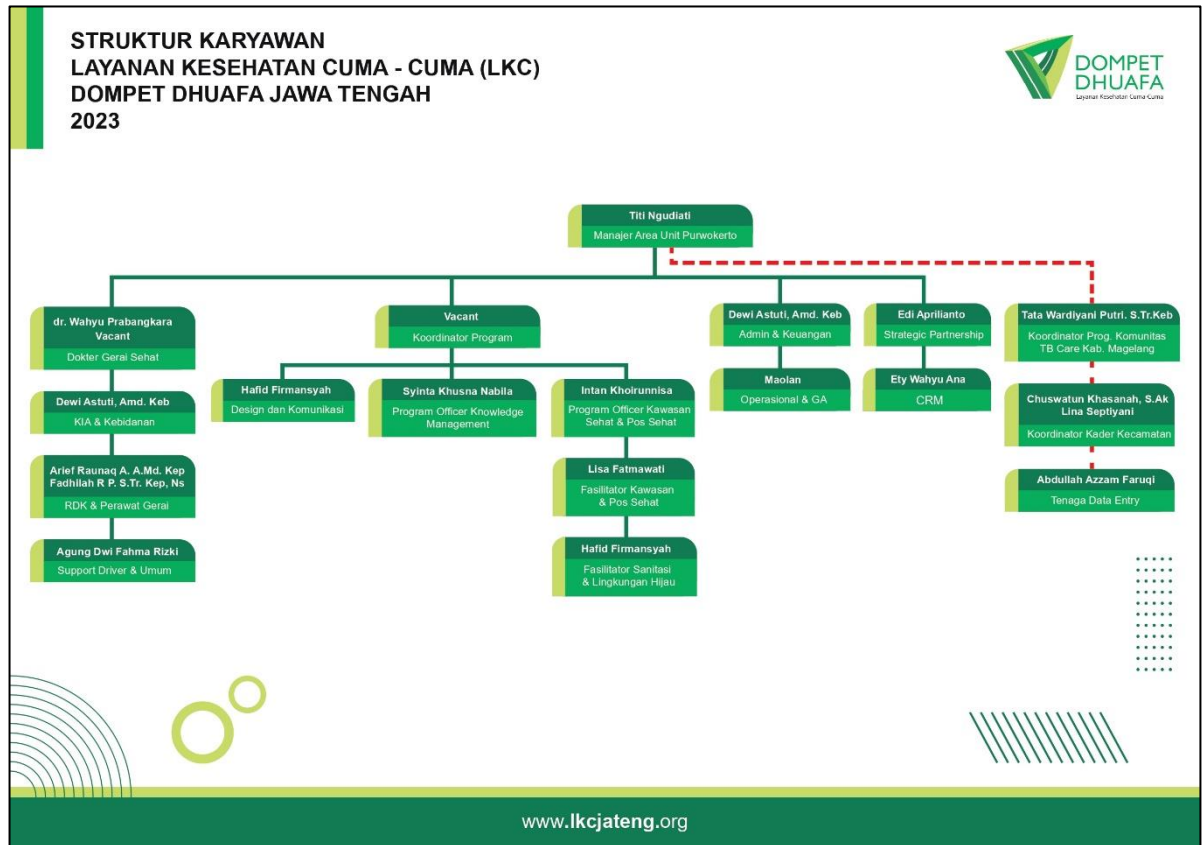 STRUKTUR KARYAWAN
LAYANAN KESEHATAN CUMA - CUMA (LKC)
DOMPET DHUAFA JAWA TENGAH
2023
DOMPET
DHUAFA
Layanan Kesehatan Cuma-Cuma
Titi Ngudiati
Manajer Area Unit Purwokerto
dr. Wahyu Prabangkara
Vacant
Dokter Gerai Sehat
Dewi Astuti, Amd. Keb
KIA & Kebidanan
Arief Raunaq A. A.Md. Kep
Fadhilah R P. S.Tr. Kep, Ns
RDK & Perawat Gerai
Agung Dwi Fahma Rizki
Support Driver & Umum
Vacant
Koordinator Program
Hafid Firmansyah
Design dan Komunikasi
Syinta Khusna Nabila
Program Officer Knowledge
Management
Intan Khoirunnisa
Program Officer Kawasan
Sehat & Pos Sehat
Lisa Fatmawati
Fasilitator Kawasan
& Pos Sehat
Hafid Firmansyah
Fasilitator Sanitasi
& Lingkungan Hijau
Dewi Astuti, Amd. Keb
Admin & Keuangan
Maolan
Operasional & GA
Edi Aprilianto
Strategic Partnership
Ety Wahyu Ana
CRM
Tata Wardiyani Putri. S.Tr.Keb
Koordinator Prog. Komunitas
TB Care Kab. Magelang
Chuswatun Khasanah, S.Ak
Lina Septiyani
Koordinator Kader Kecamatan
Abdullah Azzam Faruqi
Tenaga Data Entry
www.lkcjateng.org